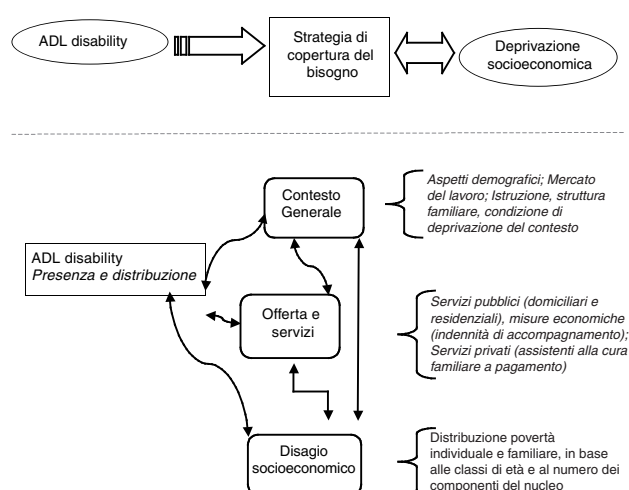 ADL disability
Strategia di
copertura del
bisogno
Deprivazione
socioeconomica
Contesto
Generale
Aspetti demografici; Mercato
del lavoro; Istruzione, struttura
familiare, condizione di
deprivazione del contesto
ADL disability
Presenza e distribuzione
Offerta e
servizi
Servizi pubblici (domiciliari e
residenziali), misure economiche
(indennità di accompagnamento);
Servizi privati (assistenti alla cura
familiare a pagamento)
Disagio
socioeconomico
Distribuzione povertà
individuale e familiare, in base
alle classi di età e al numero dei
componenti del nucleo